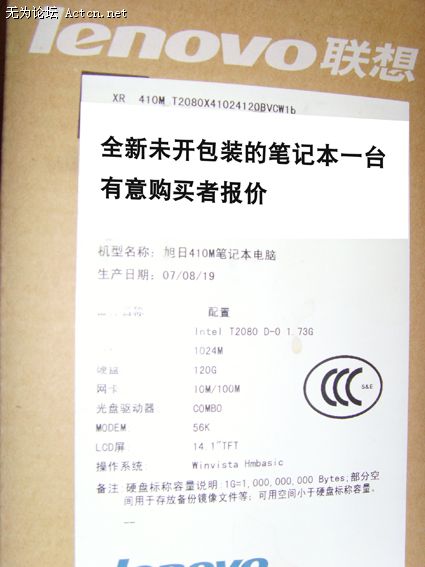 无为论坛 Actcn.net
lenovo联想
XR 410M T2080X41024120BVCW1b
全新未开包装的笔记本一台
有意购买者报价
机型名称: 旭日410M笔记本电脑
生产日期: 07/08/19
名称 配置
Intel T2080 D-0 1.73G
1024M
硬盘 120G
网卡 10M/100M
光盘驱动器 COMBO
MODEM: 56K
LCD屏: 14.1"TFT
操作系统: Winvista Hmbasic
CCC S&E
备注: 硬盘标称容量说明:1G=1,000,000,000 Bytes;部分空
间用于存放备份镜像文件等; 可用空间小于硬盘标称容量。
lenovo